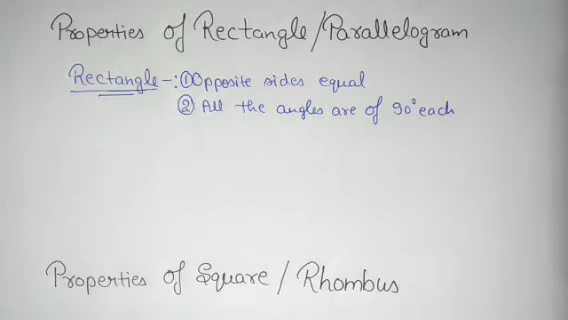 Properties of Rectangle/Parallelogram
Rectangle-:①Opposite sides equal
② All the angles are of 90° each
Properties of Square / Rhombus